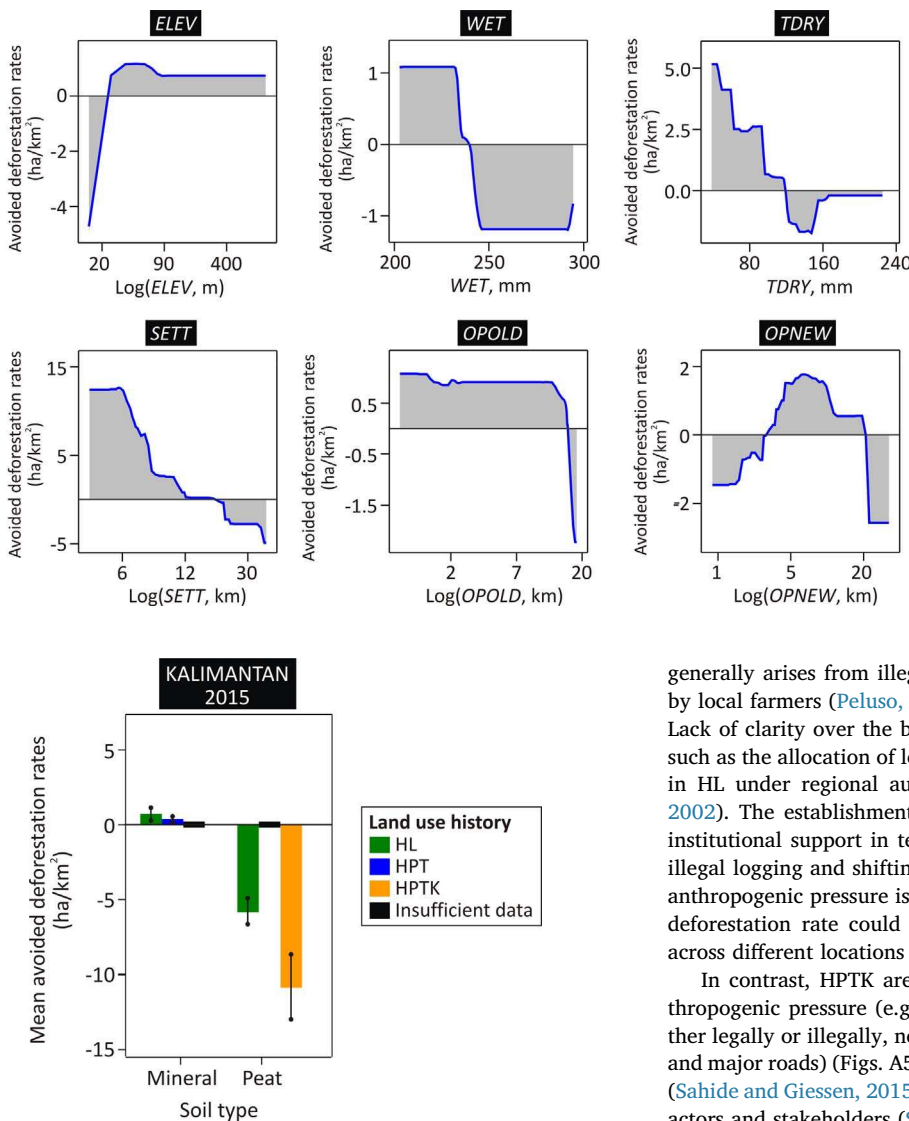 ELEV
Avoided deforestation rates
(ha/km²)
0
-2
-4
20 90 400
Log(ELEV, m)
WET
Avoided deforestation rates
(ha/km²)
1
0
-1
200 250 300
WET, mm
TDRY
Avoided deforestation rates
(ha/km²)
5.0
2.5
0.0
80 160 240
TDRY, mm
SETT
Avoided deforestation rates
(ha/km²)
15
5
-5
6 12 30
Log(SETT, km)
OPOLD
Avoided deforestation rates
(ha/km²)
0.5
-0.5
-1.5
2 7 20
Log(OPOLD, km)
OPNEW
Avoided deforestation rates
(ha/km²)
2
0
-2
1 5 20
Log(OPNEW, km)
KALIMANTAN
2015
Mean avoided deforestation rates
(ha/km²)
5
0
-5
-10
-15
Mineral Peat
Soil type
Land use history
HL
HPT
HPTK
Insufficient data
generally arises from illeg
by local farmers (Peluso,
Lack of clarity over the b
such as the allocation of l
in HL under regional au
2002). The establishment
institutional support in te
illegal logging and shiftin
anthropogenic pressure is
deforestation rate could
across different locations
In contrast, HPTK are
thropogenic pressure (e.g
ther legally or illegally, n
and major roads) (Figs. A5
(Sahide and Giessen, 2015
actors and stakeholders (S